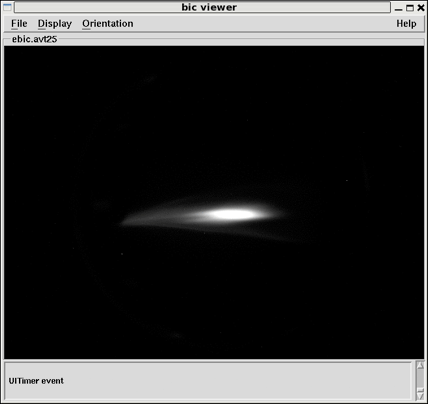 bic viewer
File Display Orientation Help
ebic.avt25
UITimer event